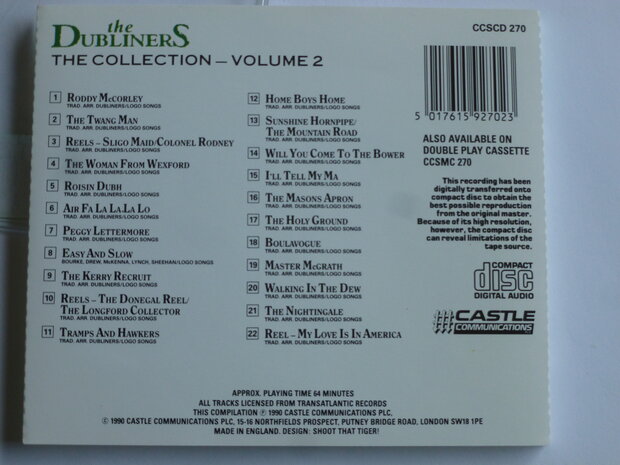 the
DUBLINERS
THE COLLECTION – VOLUME 2
CCSCD 270
5 017615 927023
ALSO AVAILABLE ON
DOUBLE PLAY CASSETTE
CCSMC 270
This recording has been
digitally transferred onto
compact disc to obtain the
best possible reproduction
from the original master.
Because of its high resolution,
however, the compact disc
can reveal limitations of the
tape source.
COMPACT
disc
DIGITAL AUDIO
CASTLE
COMMUNICATIONS
1 RODDY MCCORLEY
TRAD. ARR. DUBLINERS/LOGO SONGS
2 THE TWANG MAN
TRAD. ARR. DUBLINERS/LOGO SONGS
3 REELS – SLIGO MAID/COLONEL RODNEY
TRAD. ARR. DUBLINERS/LOGO SONGS
4 THE WOMAN FROM WEXFORD
TRAD. ARR. DUBLINERS/LOGO SONGS
5 ROISIN DUBH
TRAD. ARR. DUBLINERS/LOGO SONGS
6 AIR FA LA LA LA LO
TRAD. ARR. DUBLINERS/LOGO SONGS
7 PEGGY LETTERMORE
TRAD. ARR. DUBLINERS/LOGO SONGS
8 EASY AND SLOW
BOURKE, DREW, MCKENNA, LYNCH, SHEEHAN/LOGO SONGS
9 THE KERRY RECRUIT
TRAD. ARR. DUBLINERS/LOGO SONGS
10 REELS – THE DONEGAL REEL/
THE LONGFORD COLLECTOR
TRAD. ARR. DUBLINERS/LOGO SONGS
11 TRAMPS AND HAWKERS
TRAD. ARR. DUBLINERS/LOGO SONGS
12 HOME BOYS HOME
TRAD. ARR. DUBLINERS/LOGO SONGS
13 SUNSHINE HORNPIPE/
THE MOUNTAIN ROAD
TRAD. ARR. DUBLINERS/LOGO SONGS
14 WILL YOU COME TO THE BOWER
TRAD. ARR. DUBLINERS/LOGO SONGS
15 I'LL TELL MY MA
TRAD. ARR. DUBLINERS/LOGO SONGS
16 THE MASONS APRON
TRAD. ARR. DUBLINERS/LOGO SONGS
17 THE HOLY GROUND
TRAD. ARR. DUBLINERS/LOGO SONGS
18 BOULAVOGUE
TRAD. ARR. DUBLINERS/LOGO SONGS
19 MASTER MCGRATH
TRAD. ARR. DUBLINERS/LOGO SONGS
20 WALKING IN THE DEW
TRAD. ARR. DUBLINERS/LOGO SONGS
21 THE NIGHTINGALE
TRAD. ARR. DUBLINERS/LOGO SONGS
22 REEL – MY LOVE IS IN AMERICA
TRAD. ARR. DUBLINERS/LOGO SONGS
APPROX. PLAYING TIME 64 MINUTES
ALL TRACKS LICENSED FROM TRANSATLANTIC RECORDS
THIS COMPILATION ℗ 1990 CASTLE COMMUNICATIONS PLC.
© 1990 CASTLE COMMUNICATIONS PLC, 15-16 NORTHFIELDS PROSPECT, PUTNEY BRIDGE ROAD, LONDON SW18 1PE
MADE IN ENGLAND. DESIGN: SHOOT THAT TIGER!